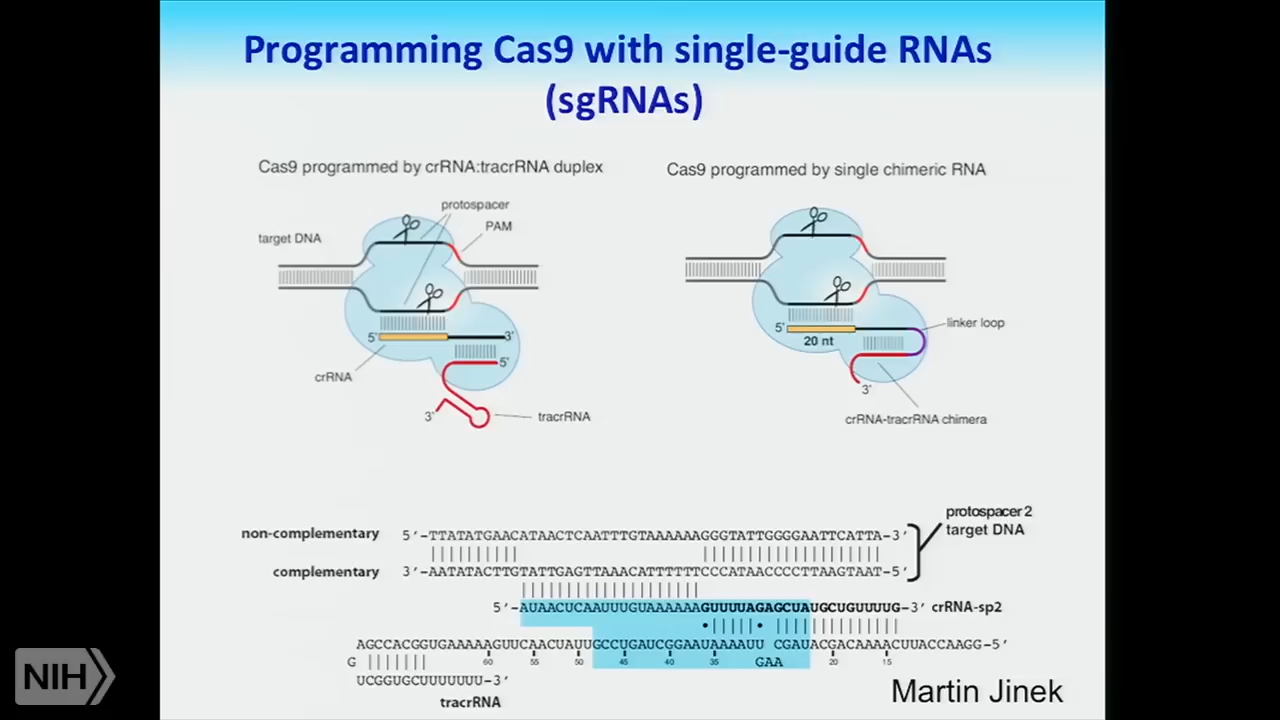 Programming Cas9 with single-guide RNAs
(sgRNAs)
Cas9 programmed by crRNA:tracrRNA duplex
protospacer
PAM
target DNA
5'
3'
5'
crRNA
3'
tracrRNA
Cas9 programmed by single chimeric RNA
linker loop
5'
20 nt
3'
crRNA-tracrRNA chimera
protospacer 2
target DNA
non-complementary 5'-TTATATGAACATAACTCAATTTGTAAAAAAGGGTATTGGGGAATTCATTA-3'
complementary 3'-AATATACTTGTATTGAGTTAAACATTTTTTCCCATAACCCCTTAAGTAAT-5'
5'-AUAACUCAAUUUGUAAAAAAGUUUUAGAGCUAUGCUGUUUUG-3' crRNA-sp2
AGCCACGGUGAAAAAGUUCAACUAUUGCCUGAUCGGAAUAAAAUU CGAUACGACAAAACUUACCAAGG-5'
G 60 55 50 45 40 35 GAA 20 15
UCGGUGCUUUUUUU-3'
tracrRNA
NIH
Martin Jinek